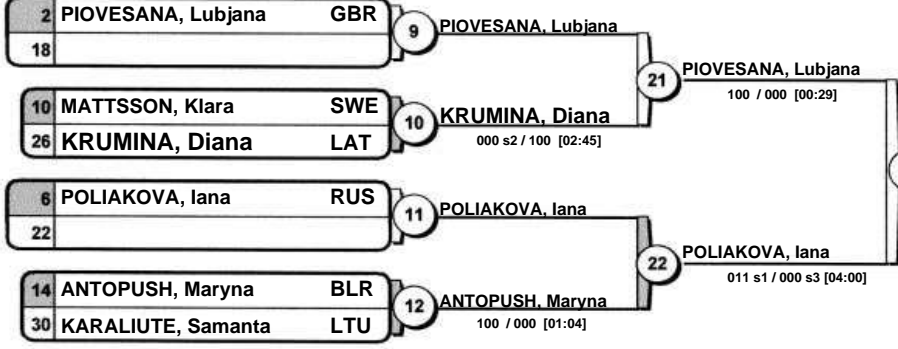 2 PIOVESANA, Lubjana GBR
18
9
PIOVESANA, Lubjana
10 MATTSSON, Klara SWE
26 KRUMINA, Diana LAT
10
KRUMINA, Diana
000 s2 / 100 [02:45]
21
PIOVESANA, Lubjana
100 / 000 [00:29]
6 POLIAKOVA, Iana RUS
22
11
POLIAKOVA, Iana
14 ANTOPUSH, Maryna BLR
30 KARALIUTE, Samanta LTU
12
ANTOPUSH, Maryna
100 / 000 [01:04]
22
POLIAKOVA, Iana
011 s1 / 000 s3 [04:00]